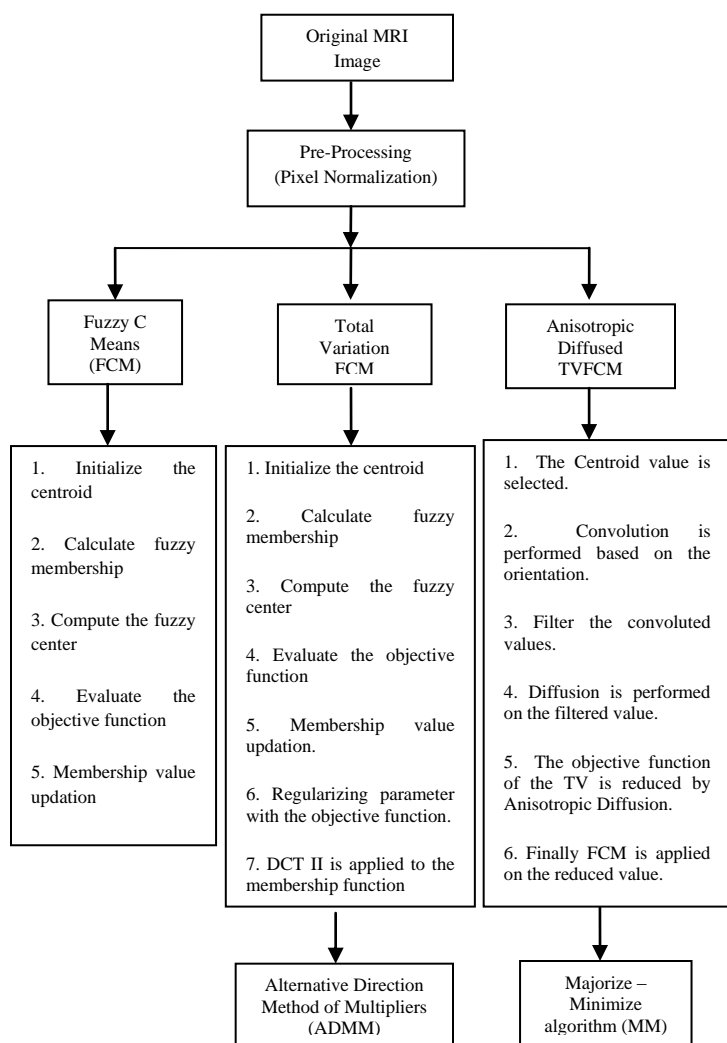 Original MRI
Image
Pre-Processing
(Pixel Normalization)
Fuzzy C
Means
(FCM)
Total
Variation
FCM
Anisotropic
Diffused
TVFCM
1. Initialize the
centroid
2. Calculate fuzzy
membership
3. Compute the fuzzy
center
4. Evaluate the
objective function
5. Membership value
updation
1. Initialize the centroid
2. Calculate fuzzy
membership
3. Compute the fuzzy
center
4. Evaluate the objective
function
5. Membership value
updation.
6. Regularizing parameter
with the objective function.
7. DCT II is applied to the
membership function
1. The Centroid value is
selected.
2. Convolution is
performed based on the
orientation.
3. Filter the convoluted
values.
4. Diffusion is performed
on the filtered value.
5. The objective function
of the TV is reduced by
Anisotropic Diffusion.
6. Finally FCM is applied
on the reduced value.
Alternative Direction
Method of Multipliers
(ADMM)
Majorize –
Minimize
algorithm (MM)